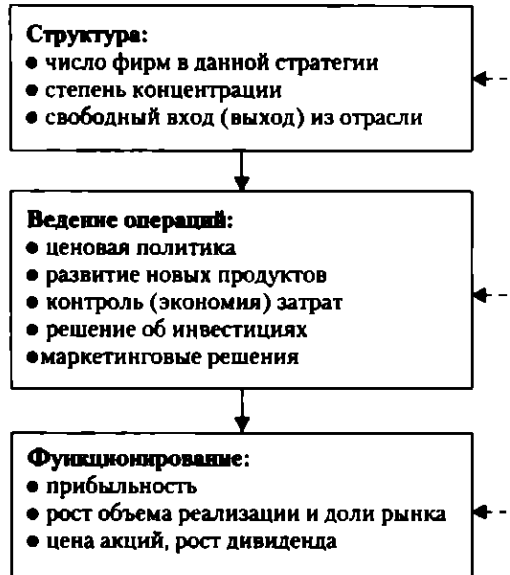 Структура:
● число фирм в данной стратегии
● степень концентрации
● свободный вход (выход) из отрасли
Ведение операций:
● ценовая политика
● развитие новых продуктов
● контроль (экономия) затрат
● решение об инвестициях
●маркетинговые решения
Функционирование:
● прибыльность
● рост объема реализации и доли рынка
● цена акций, рост дивиденда